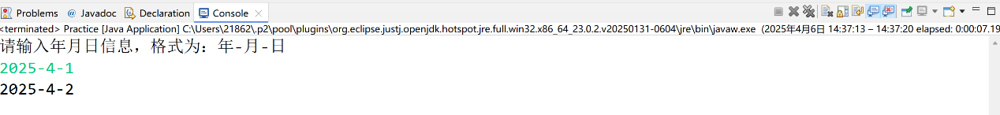 Problems @ Javadoc Declaration Console
<terminated> Practice [Java Application] C:\Users\21862\.p2\pool\plugins\org.eclipse.justj.openjdk.hotspot.jre.full.win32.x86_64_23.0.2.v20250131-0604\jre\bin\javaw.exe (2025年4月6日 14:37:13 – 14:37:20 elapsed: 0:00:07.19
请输入年月日信息，格式为：年-月-日
2025-4-1
2025-4-2